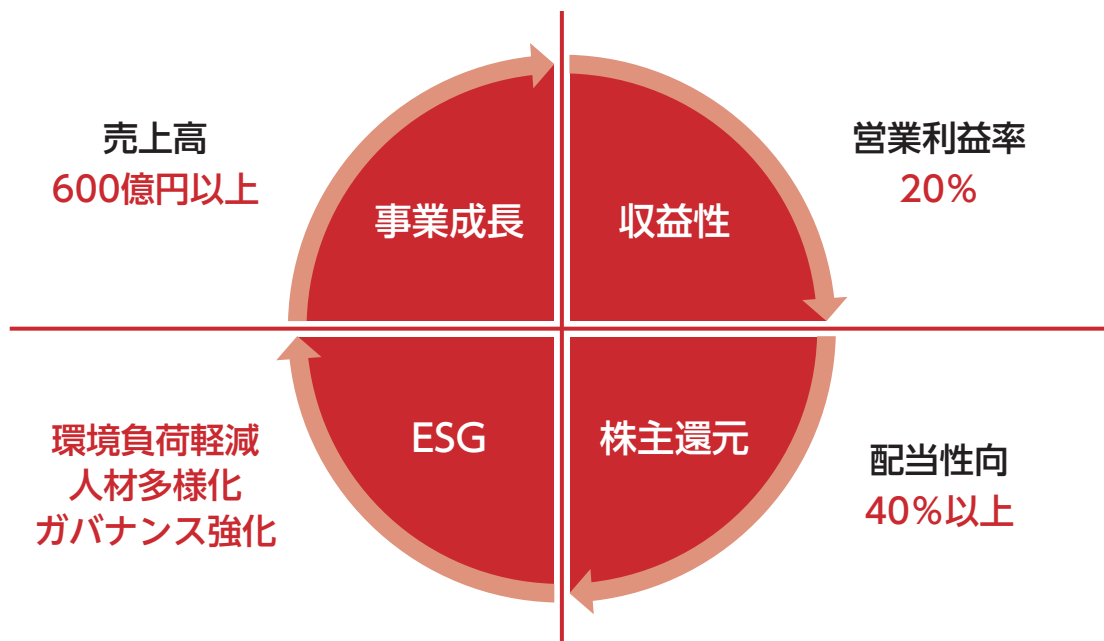 売上高
600億円以上
事業成長
収益性
営業利益率
20%
環境負荷軽減
人材多様化
ガバナンス強化
ESG
株主還元
配当性向
40%以上